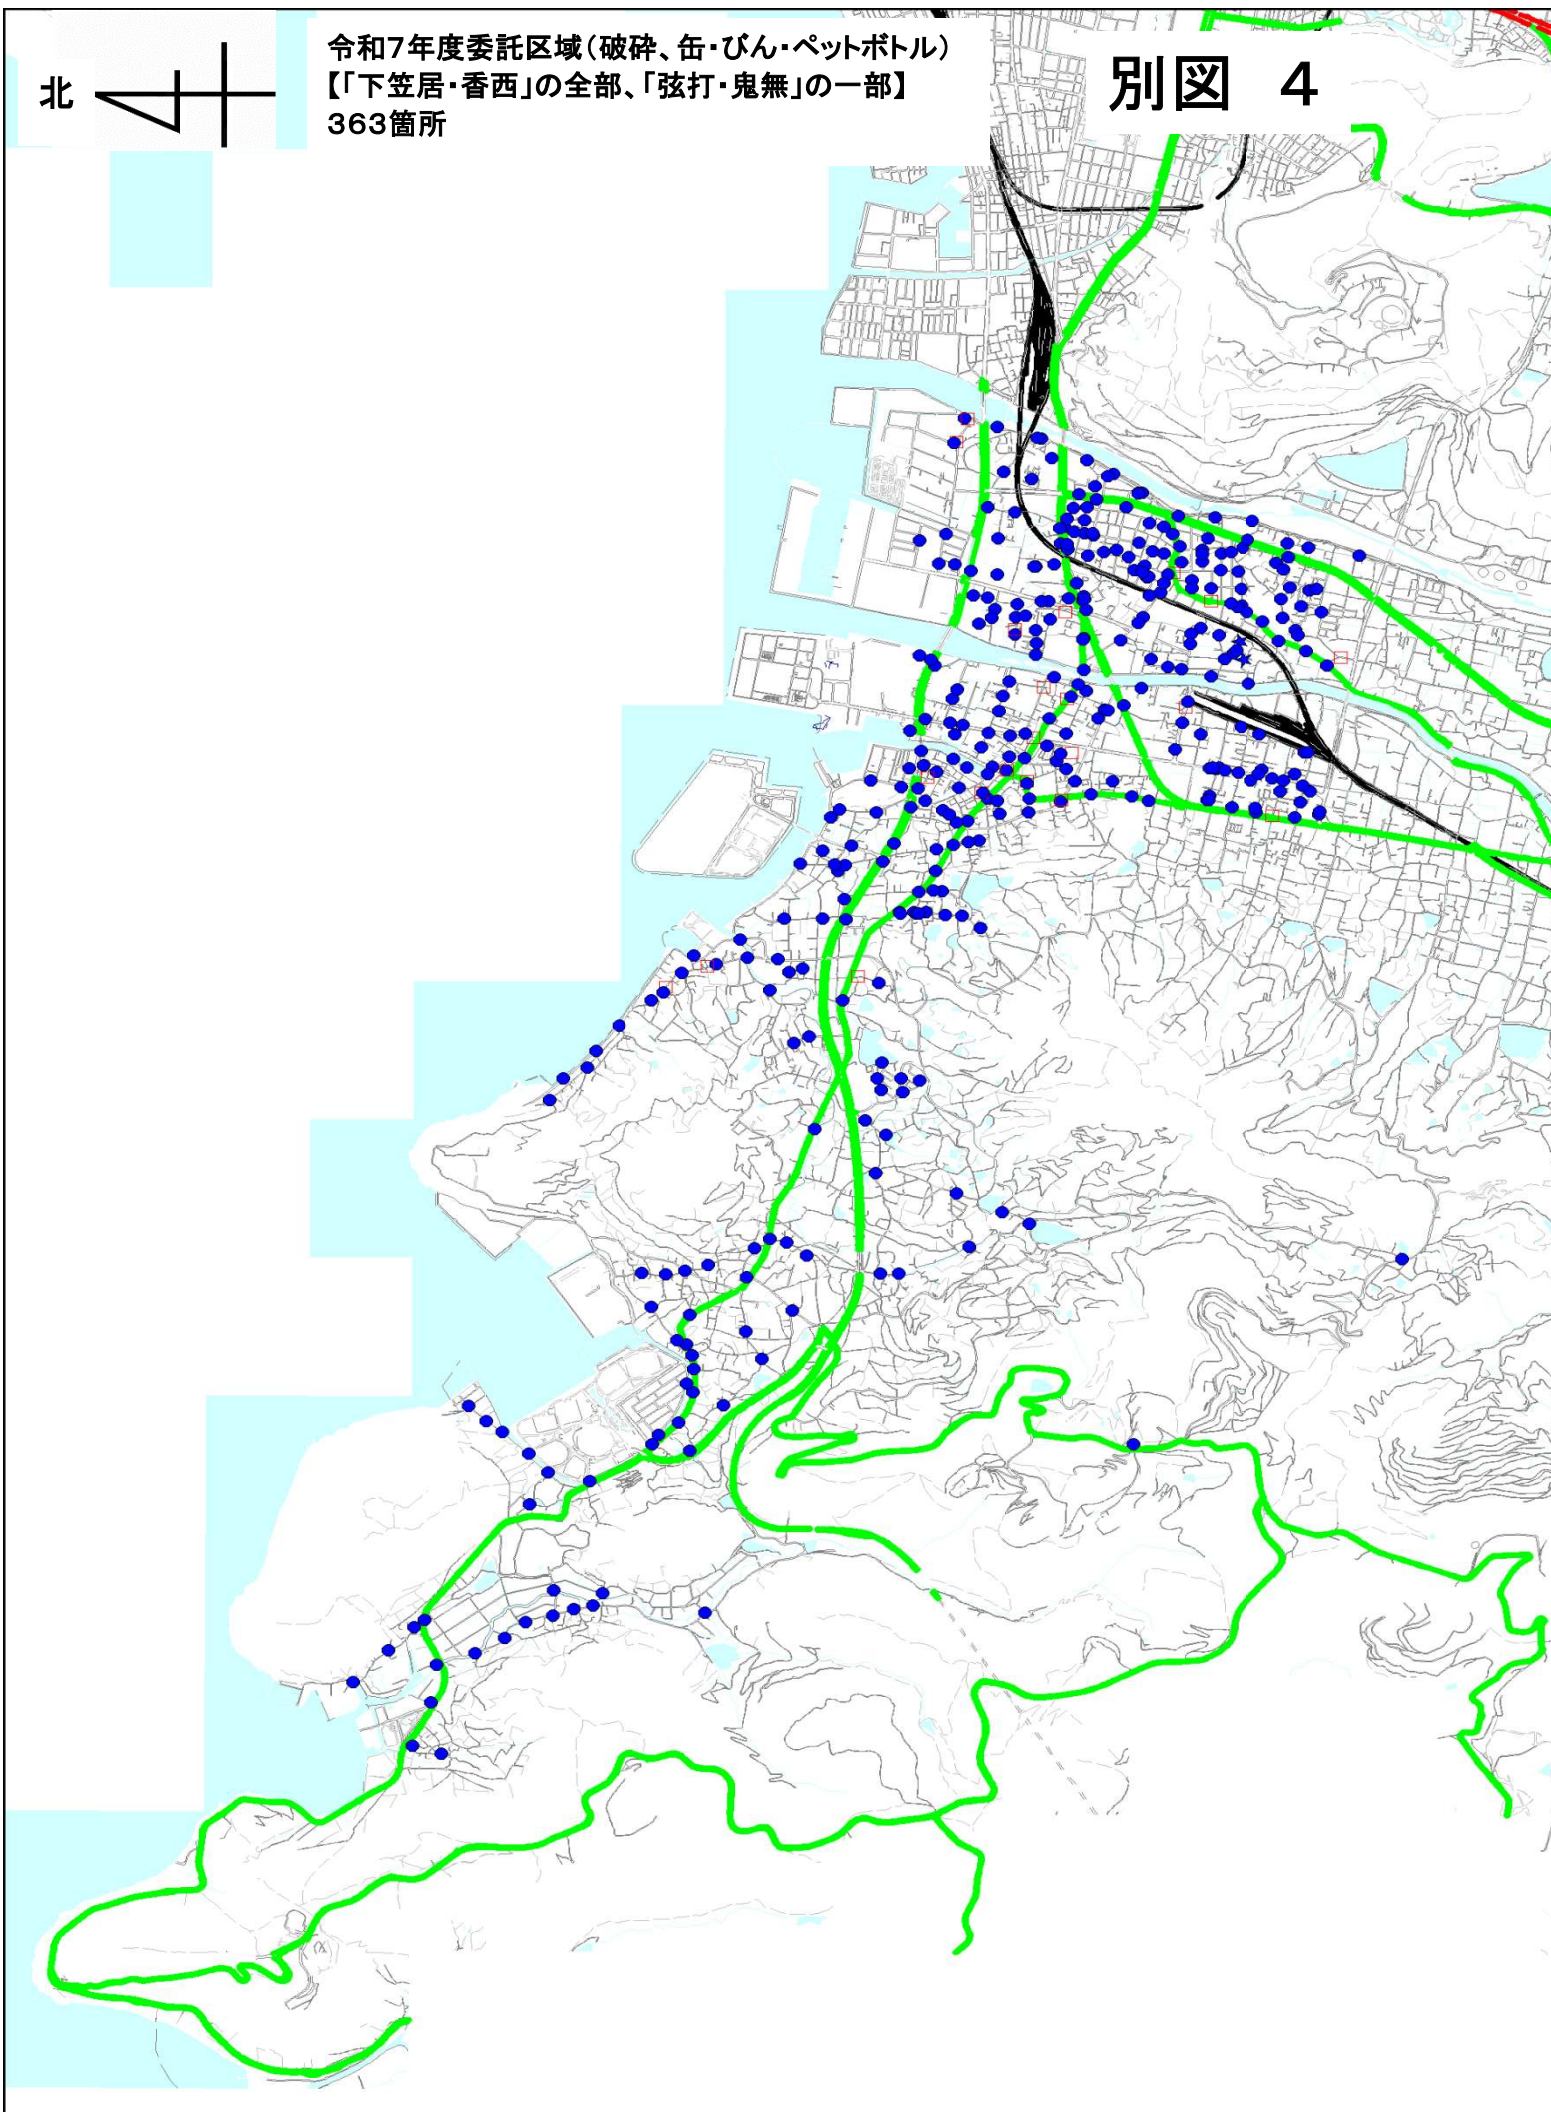 北
令和7年度委託区域（破砕、缶・びん・ペットボトル）
【「下笠居・香西」の全部、「弦打・鬼無」の一部】
363箇所
別図　4